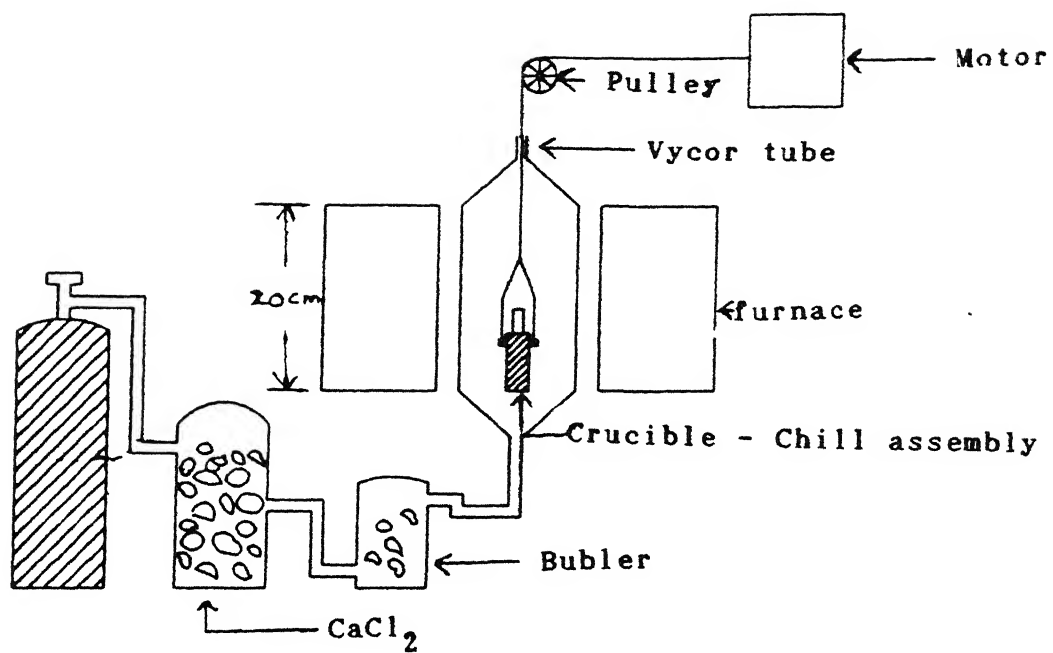 Motor
Pulley
Vycor tube
20cm
furnace
Crucible - Chill assembly
Bubler
CaCl₂